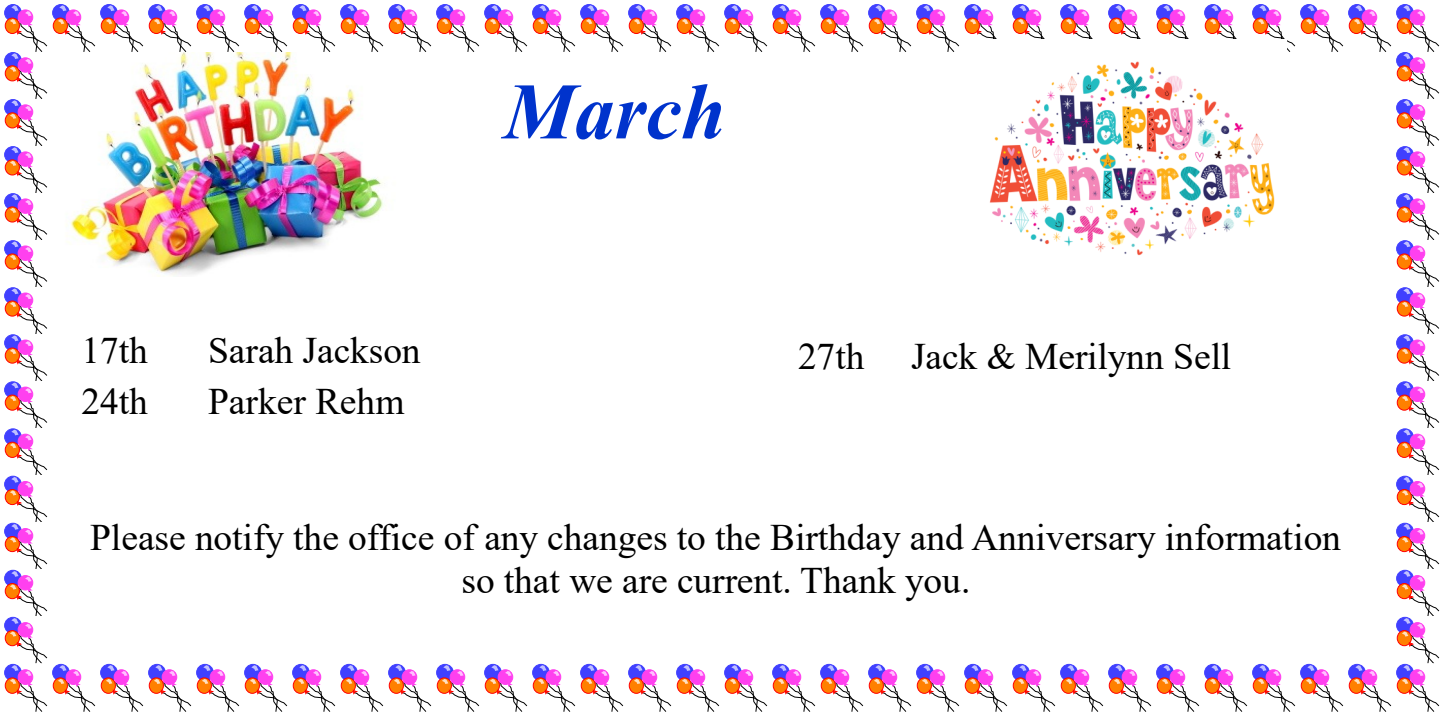 HAPPY
BIRTHDAY
March
Happy
Anniversary
17th Sarah Jackson
24th Parker Rehm
27th Jack & Merilynn Sell
Please notify the office of any changes to the Birthday and Anniversary information
so that we are current. Thank you.